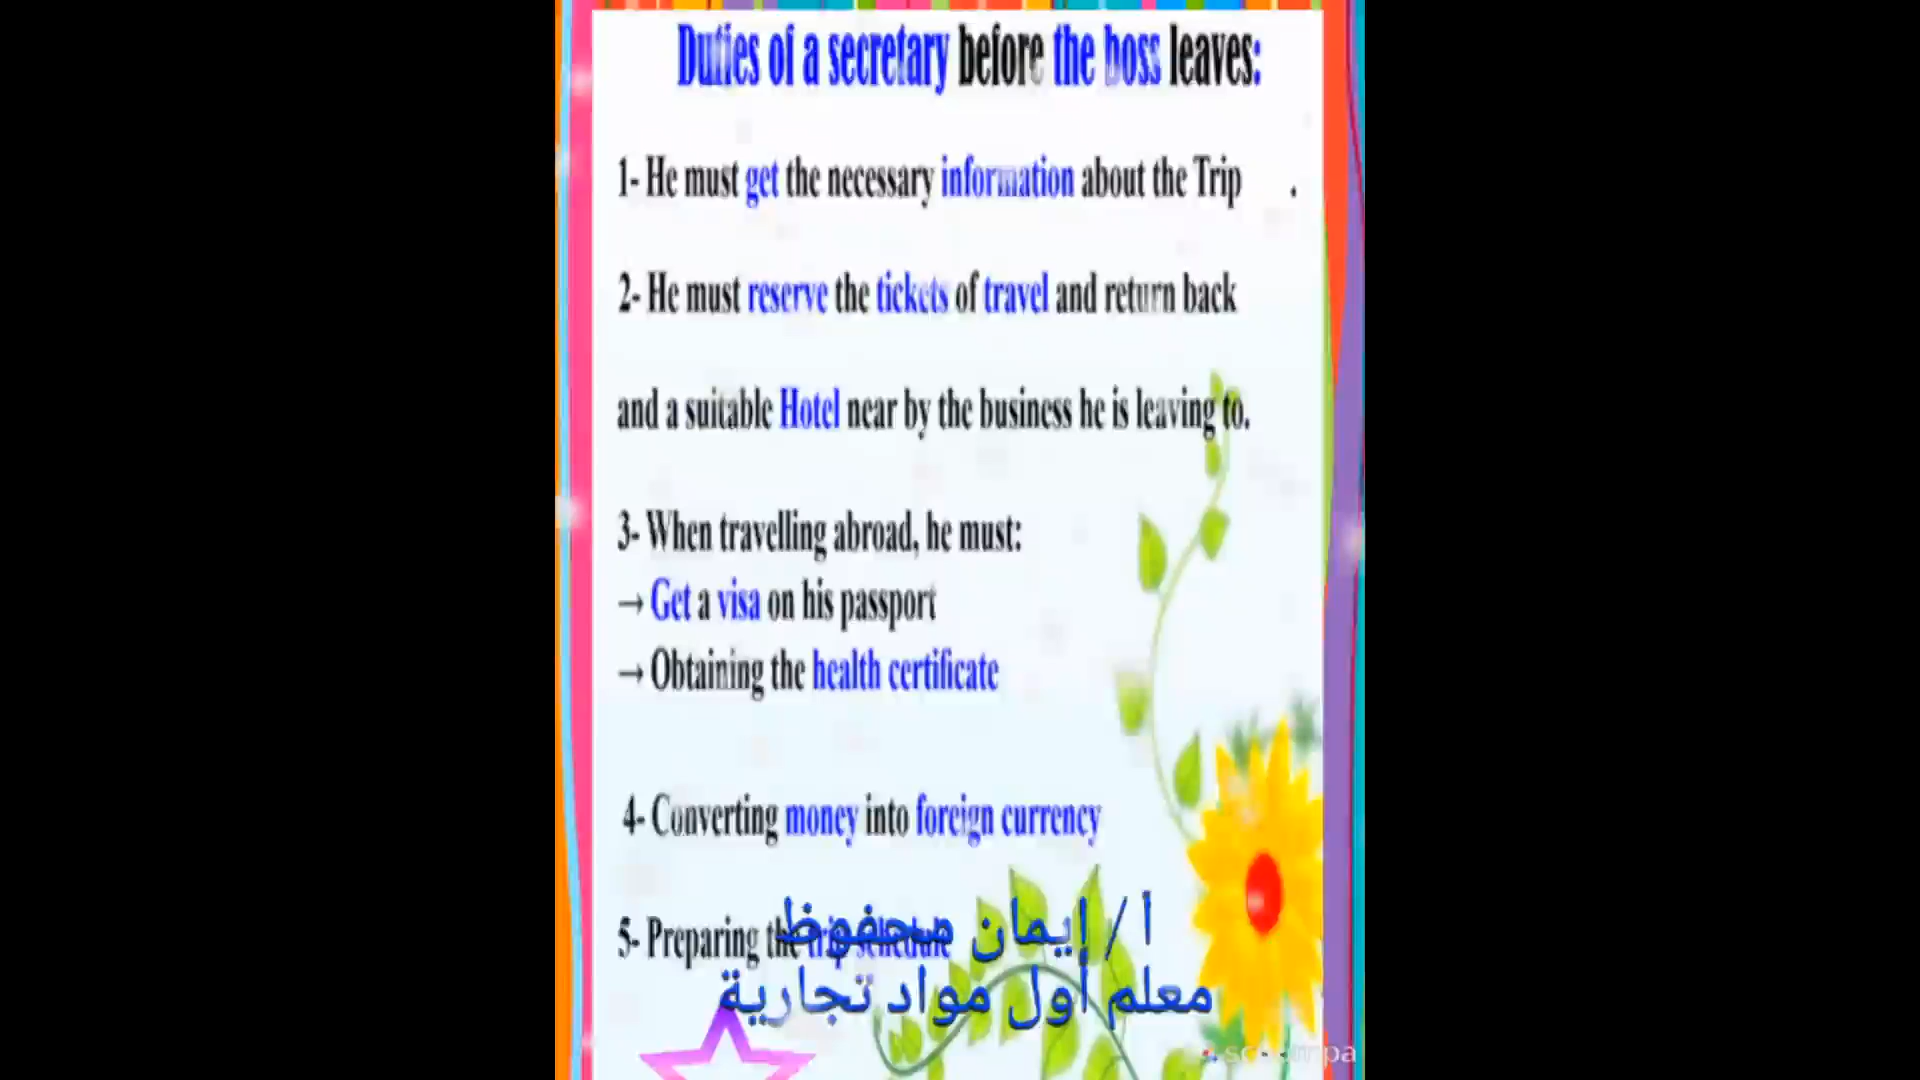 Duties of a secretary before the boss leaves:
1- He must get the necessary information about the Trip .
2- He must reserve the tickets of travel and return back
and a suitable Hotel near by the business he is leaving to.
3- When travelling abroad, he must:
→ Get a visa on his passport
→ Obtaining the health certificate
4- Converting money into foreign currency
5- Preparing the trip schedule
أ / إيمان محفوظ
معلم أول مواد تجارية